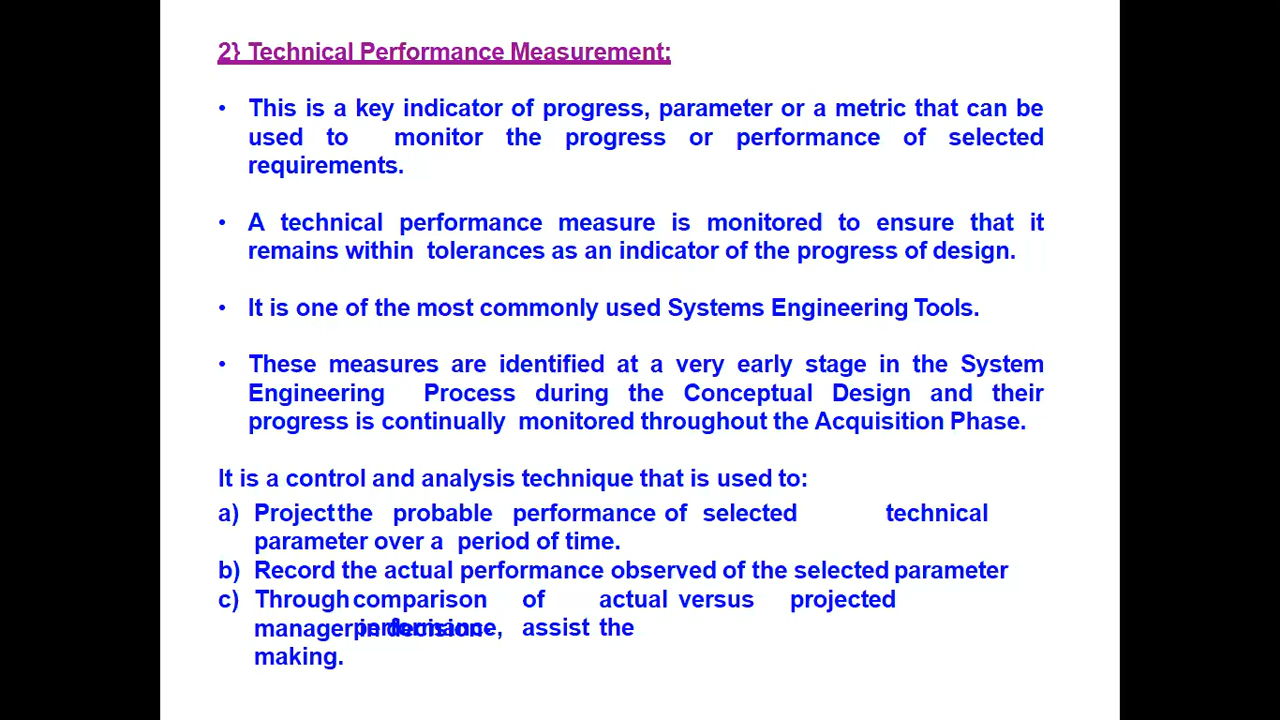 2} Technical Performance Measurement:
• This is a key indicator of progress, parameter or a metric that can be
used to monitor the progress or performance of selected
requirements.
• A technical performance measure is monitored to ensure that it
remains within tolerances as an indicator of the progress of design.
• It is one of the most commonly used Systems Engineering Tools.
• These measures are identified at a very early stage in the System
Engineering Process during the Conceptual Design and their
progress is continually monitored throughout the Acquisition Phase.
It is a control and analysis technique that is used to:
a) Project the probable performance of selected technical
parameter over a period of time.
b) Record the actual performance observed of the selected parameter
c) Through comparison of actual versus projected
performance, assist the
manager in decision-
making.